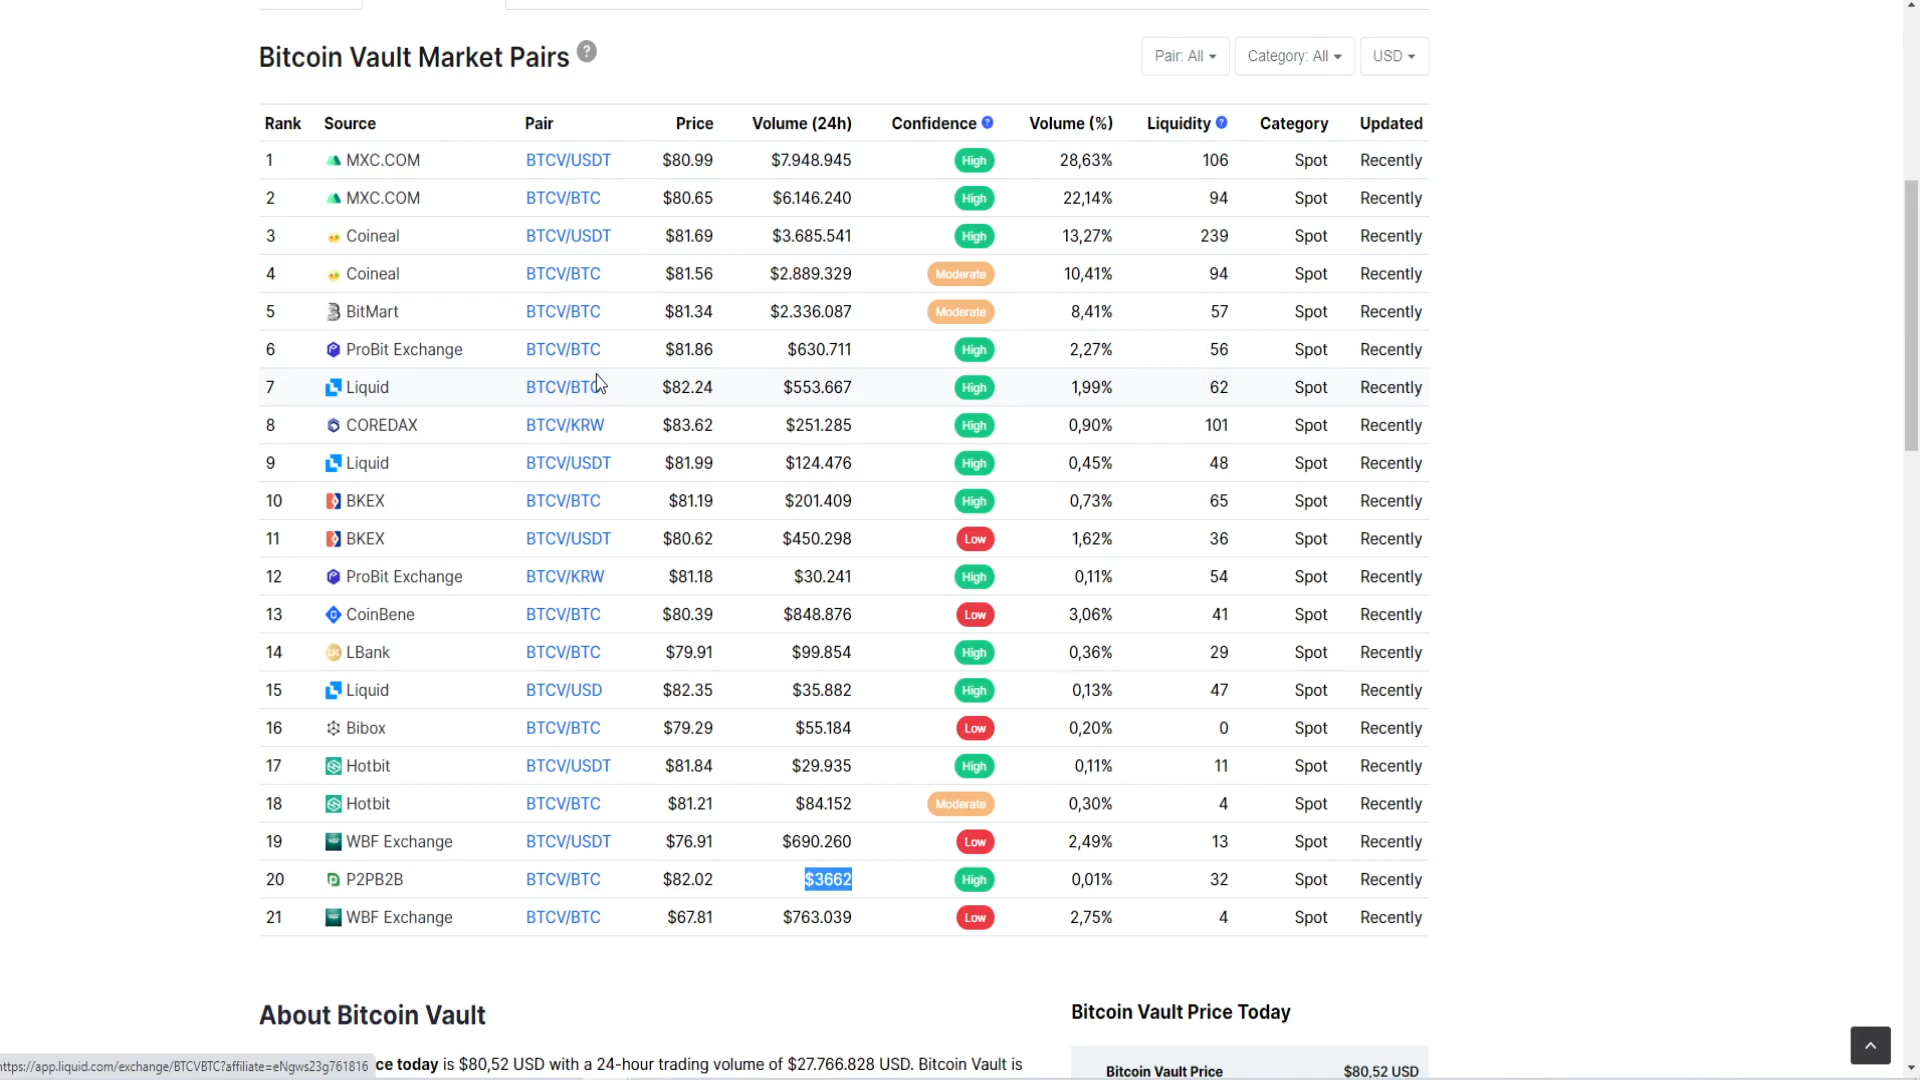 Bitcoin Vault Market Pairs ?
Pair: All Category: All USD
Rank Source Pair Price Volume (24h) Confidence ? Volume (%) Liquidity ? Category Updated
1 MXC.COM BTCV/USDT $80.99 $7.948.945 High 28,63% 106 Spot Recently
2 MXC.COM BTCV/BTC $80.65 $6.146.240 High 22,14% 94 Spot Recently
3 Coineal BTCV/USDT $81.69 $3.685.541 High 13,27% 239 Spot Recently
4 Coineal BTCV/BTC $81.56 $2.889.329 Moderate 10,41% 94 Spot Recently
5 BitMart BTCV/BTC $81.34 $2.336.087 Moderate 8,41% 57 Spot Recently
6 ProBit Exchange BTCV/BTC $81.86 $630.711 High 2,27% 56 Spot Recently
7 Liquid BTCV/BTC $82.24 $553.667 High 1,99% 62 Spot Recently
8 COREDAX BTCV/KRW $83.62 $251.285 High 0,90% 101 Spot Recently
9 Liquid BTCV/USDT $81.99 $124.476 High 0,45% 48 Spot Recently
10 BKEX BTCV/BTC $81.19 $201.409 High 0,73% 65 Spot Recently
11 BKEX BTCV/USDT $80.62 $450.298 Low 1,62% 36 Spot Recently
12 ProBit Exchange BTCV/KRW $81.18 $30.241 High 0,11% 54 Spot Recently
13 CoinBene BTCV/BTC $80.39 $848.876 Low 3,06% 41 Spot Recently
14 LBank BTCV/BTC $79.91 $99.854 High 0,36% 29 Spot Recently
15 Liquid BTCV/USD $82.35 $35.882 High 0,13% 47 Spot Recently
16 Bibox BTCV/BTC $79.29 $55.184 Low 0,20% 0 Spot Recently
17 Hotbit BTCV/USDT $81.84 $29.935 High 0,11% 11 Spot Recently
18 Hotbit BTCV/BTC $81.21 $84.152 Moderate 0,30% 4 Spot Recently
19 WBF Exchange BTCV/USDT $76.91 $690.260 Low 2,49% 13 Spot Recently
20 P2PB2B BTCV/BTC $82.02 $3662 High 0,01% 32 Spot Recently
21 WBF Exchange BTCV/BTC $67.81 $763.039 Low 2,75% 4 Spot Recently
About Bitcoin Vault
Bitcoin Vault Price Today
ce today is $80,52 USD with a 24-hour trading volume of $27.766.828 USD. Bitcoin Vault is
Bitcoin Vault Price $80,52 USD
https://app.liquid.com/exchange/BTCVBTC?affiliate=eNgws23g761816